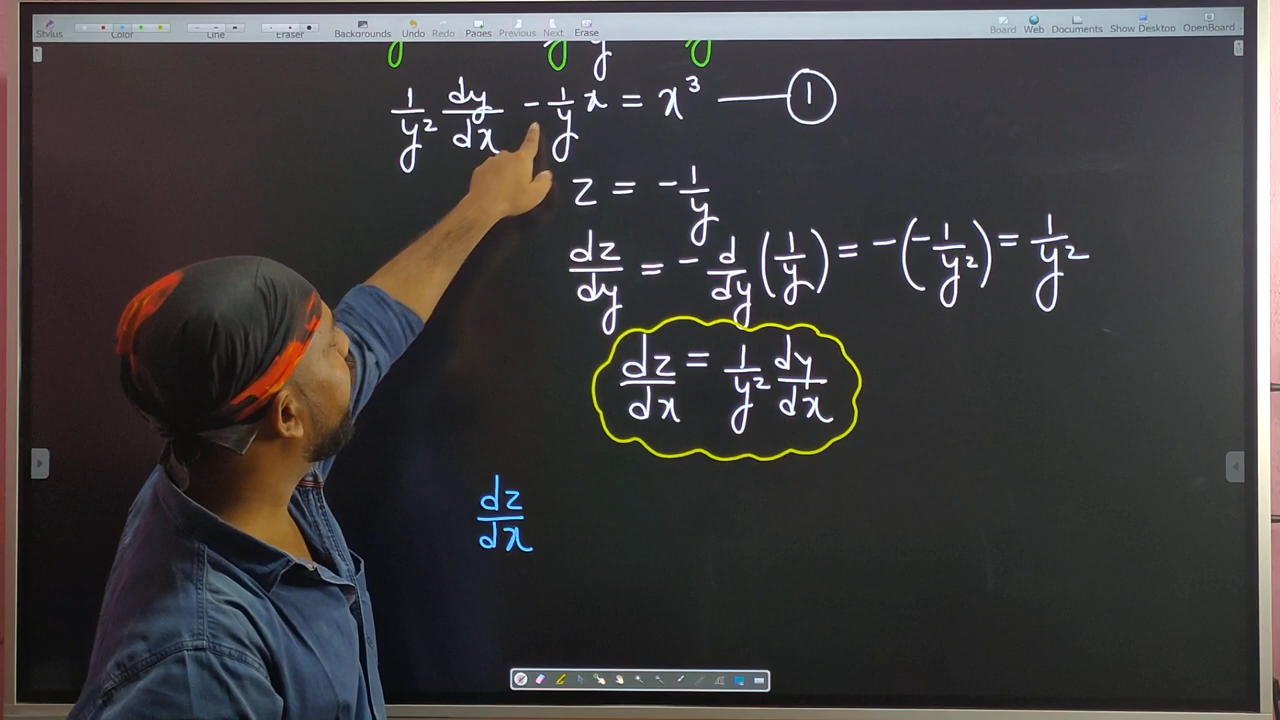 Stylus Color Line Eraser Backgrounds Undo Redo Pages Previous Next Erase Board Web Documents Show Desktop OpenBoard
y y y y
1/y² dy/dx - 1/y x = x³ —— ①
z = - 1/y
dz/dy = - d/dy (1/y) = - (- 1/y²) = 1/y²
dz/dx = 1/y² dy/dx
dz/dx